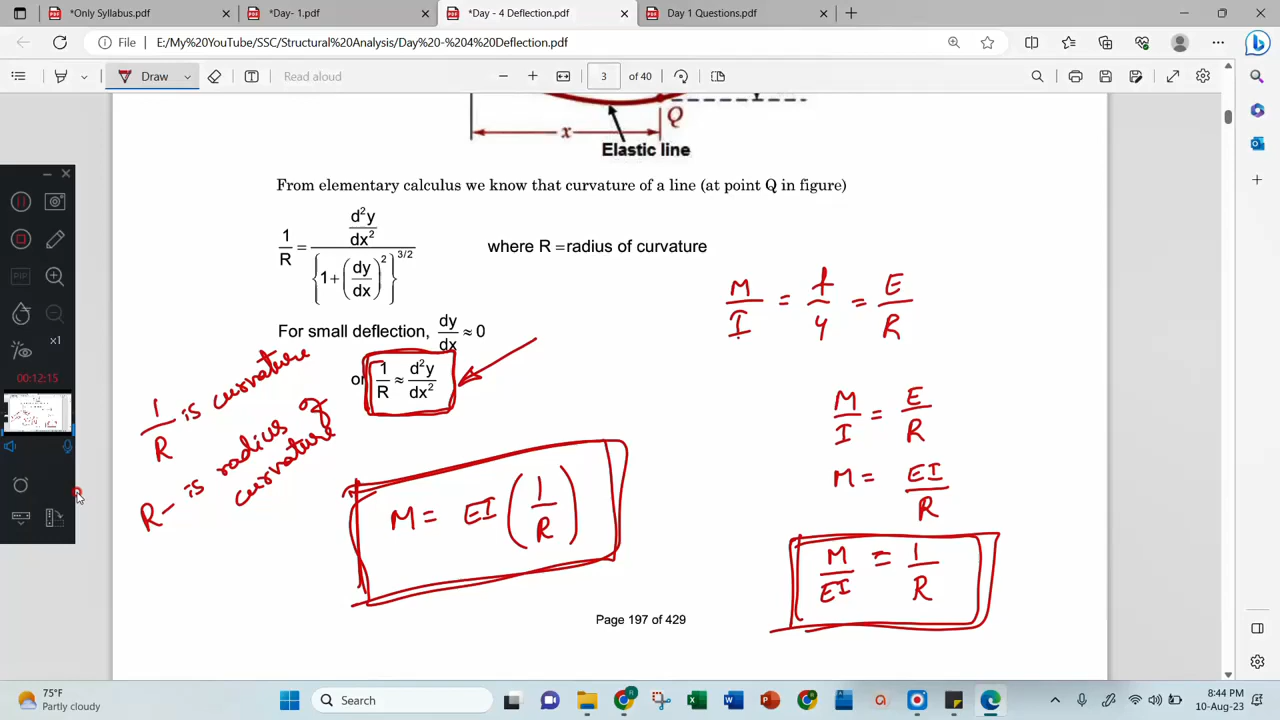 *Only Syllabus.pdf
*Day- 1.pdf
*Day - 4 Deflection.pdf
Day 1 Questions.pdf
File
E:/My%20YouTube/SSC/Structural%20Analysis/Day%20-%204%20Deflection.pdf
Draw
Read aloud
3
of 40
Q
x
Elastic line
From elementary calculus we know that curvature of a line (at point Q in figure)
1/R = d²y/dx² / {1+(dy/dx)²}^3/2
where R = radius of curvature
M/I = f/y = E/R
For small deflection, dy/dx ≈ 0
or 1/R ≈ d²y/dx²
1/R is curvature
R- is radius of curvature
M/I = E/R
M = EI/R
M = EI (1/R)
M/EI = 1/R
Page 197 of 429
PIP
x1
00:12:15
75°F
Partly cloudy
Search
8:44 PM
10-Aug-23